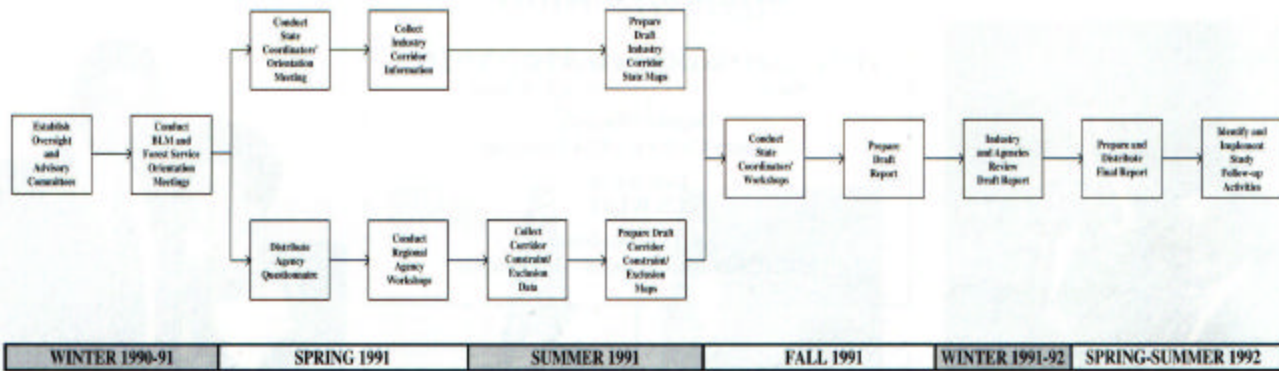 Conduct
State
Coordinators'
Orientation
Meeting
Collect
Industry
Corridor
Information
Prepare
Draft
Industry
Corridor
State Maps
Establish
Oversight
and
Advisory
Committees
Conduct
BLM and
Forest Service
Orientation
Meetings
Conduct
State
Coordinators'
Workshops
Prepare
Draft
Report
Industry
and Agencies
Review
Draft Report
Prepare and
Distribute
Final Report
Identify and
Implement
Study
Follow-up
Activities
Distribute
Agency
Questionnaire
Conduct
Regional
Agency
Workshops
Collect
Corridor
Constraint/
Exclusion
Data
Prepare Draft
Corridor
Constraint/
Exclusion
Maps
WINTER 1990-91 SPRING 1991 SUMMER 1991 FALL 1991 WINTER 1991-92 SPRING-SUMMER 1992